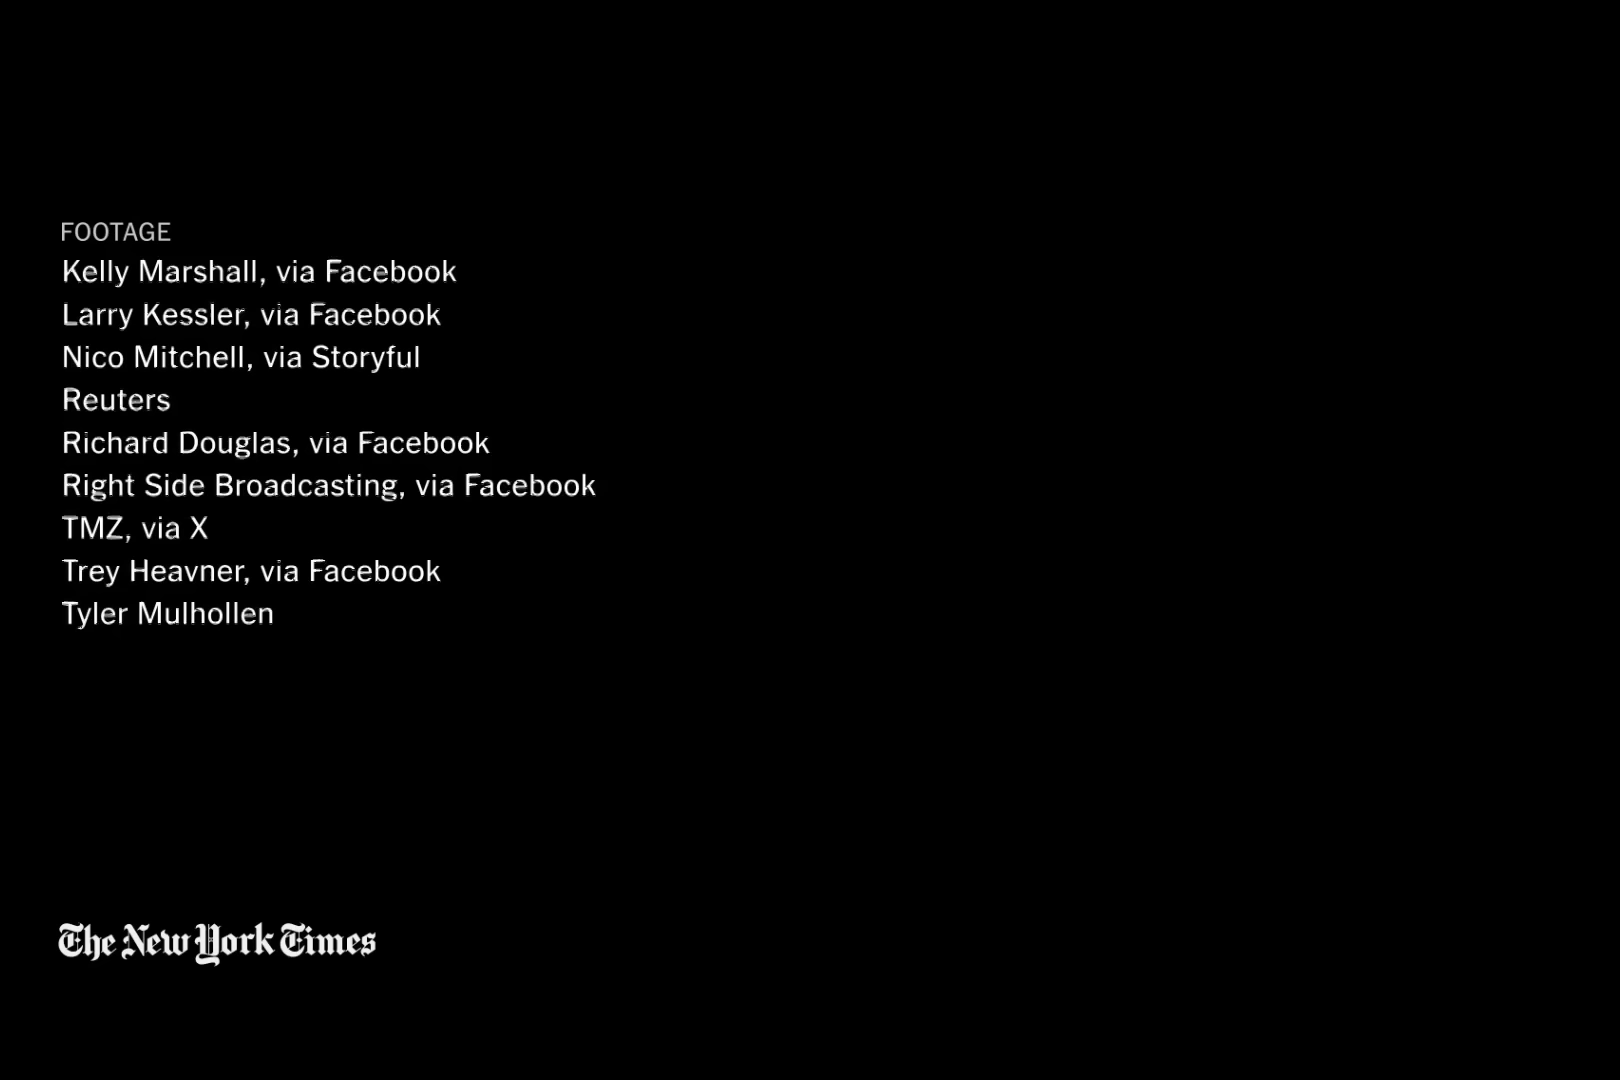 FOOTAGE
Kelly Marshall, via Facebook
Larry Kessler, via Facebook
Nico Mitchell, via Storyful
Reuters
Richard Douglas, via Facebook
Right Side Broadcasting, via Facebook
TMZ, via X
Trey Heavner, via Facebook
Tyler Mulhollen
The New York Times